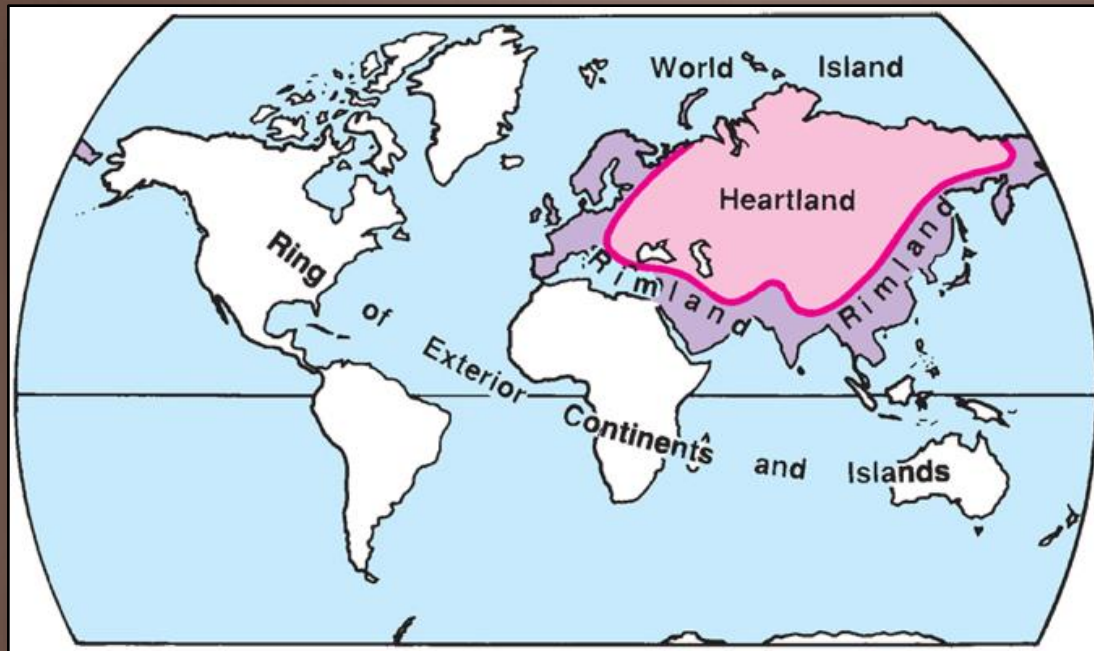 World Island
Heartland
Rimland
Rimland
Ring of Exterior Continents and Islands